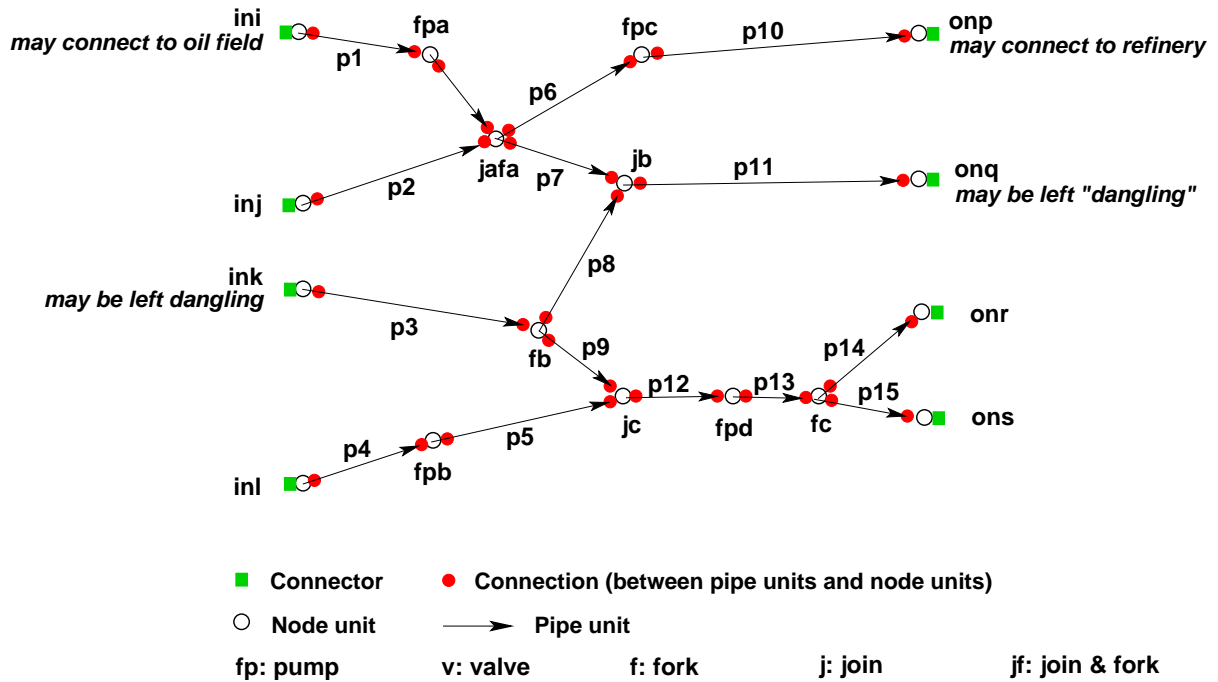 ini
fpa
fpc
p10
onp
may connect to oil field
may connect to refinery
p1
p6
jafa
p7
jb
p11
onq
may be left "dangling"
p2
inj
ink
may be left dangling
p8
p3
fb
p9
onr
p14
p12
p13
p15
jc
fpd
fc
ons
p5
p4
fpb
inl
Connector
Connection (between pipe units and node units)
Node unit
Pipe unit
fp: pump
v: valve
f: fork
j: join
jf: join & fork